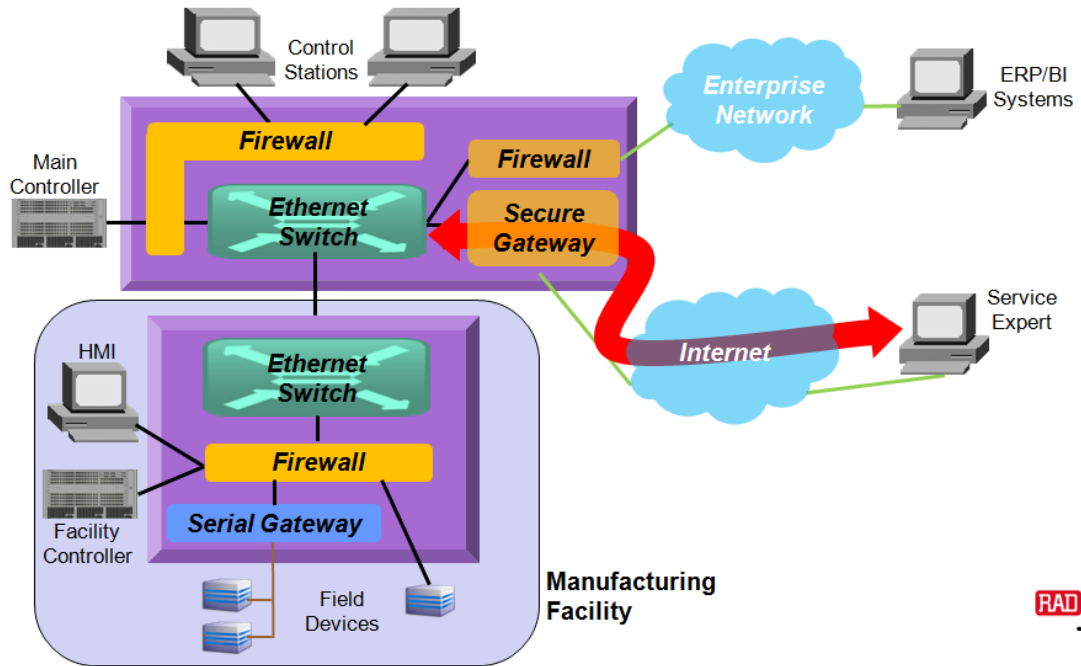 Control
Stations
Enterprise
Network
ERP/BI
Systems
Firewall
Firewall
Main
Controller
Ethernet
Switch
Secure
Gateway
Service
Expert
Internet
HMI
Ethernet
Switch
Firewall
Facility
Controller
Serial Gateway
Field
Devices
Manufacturing
Facility
RAD